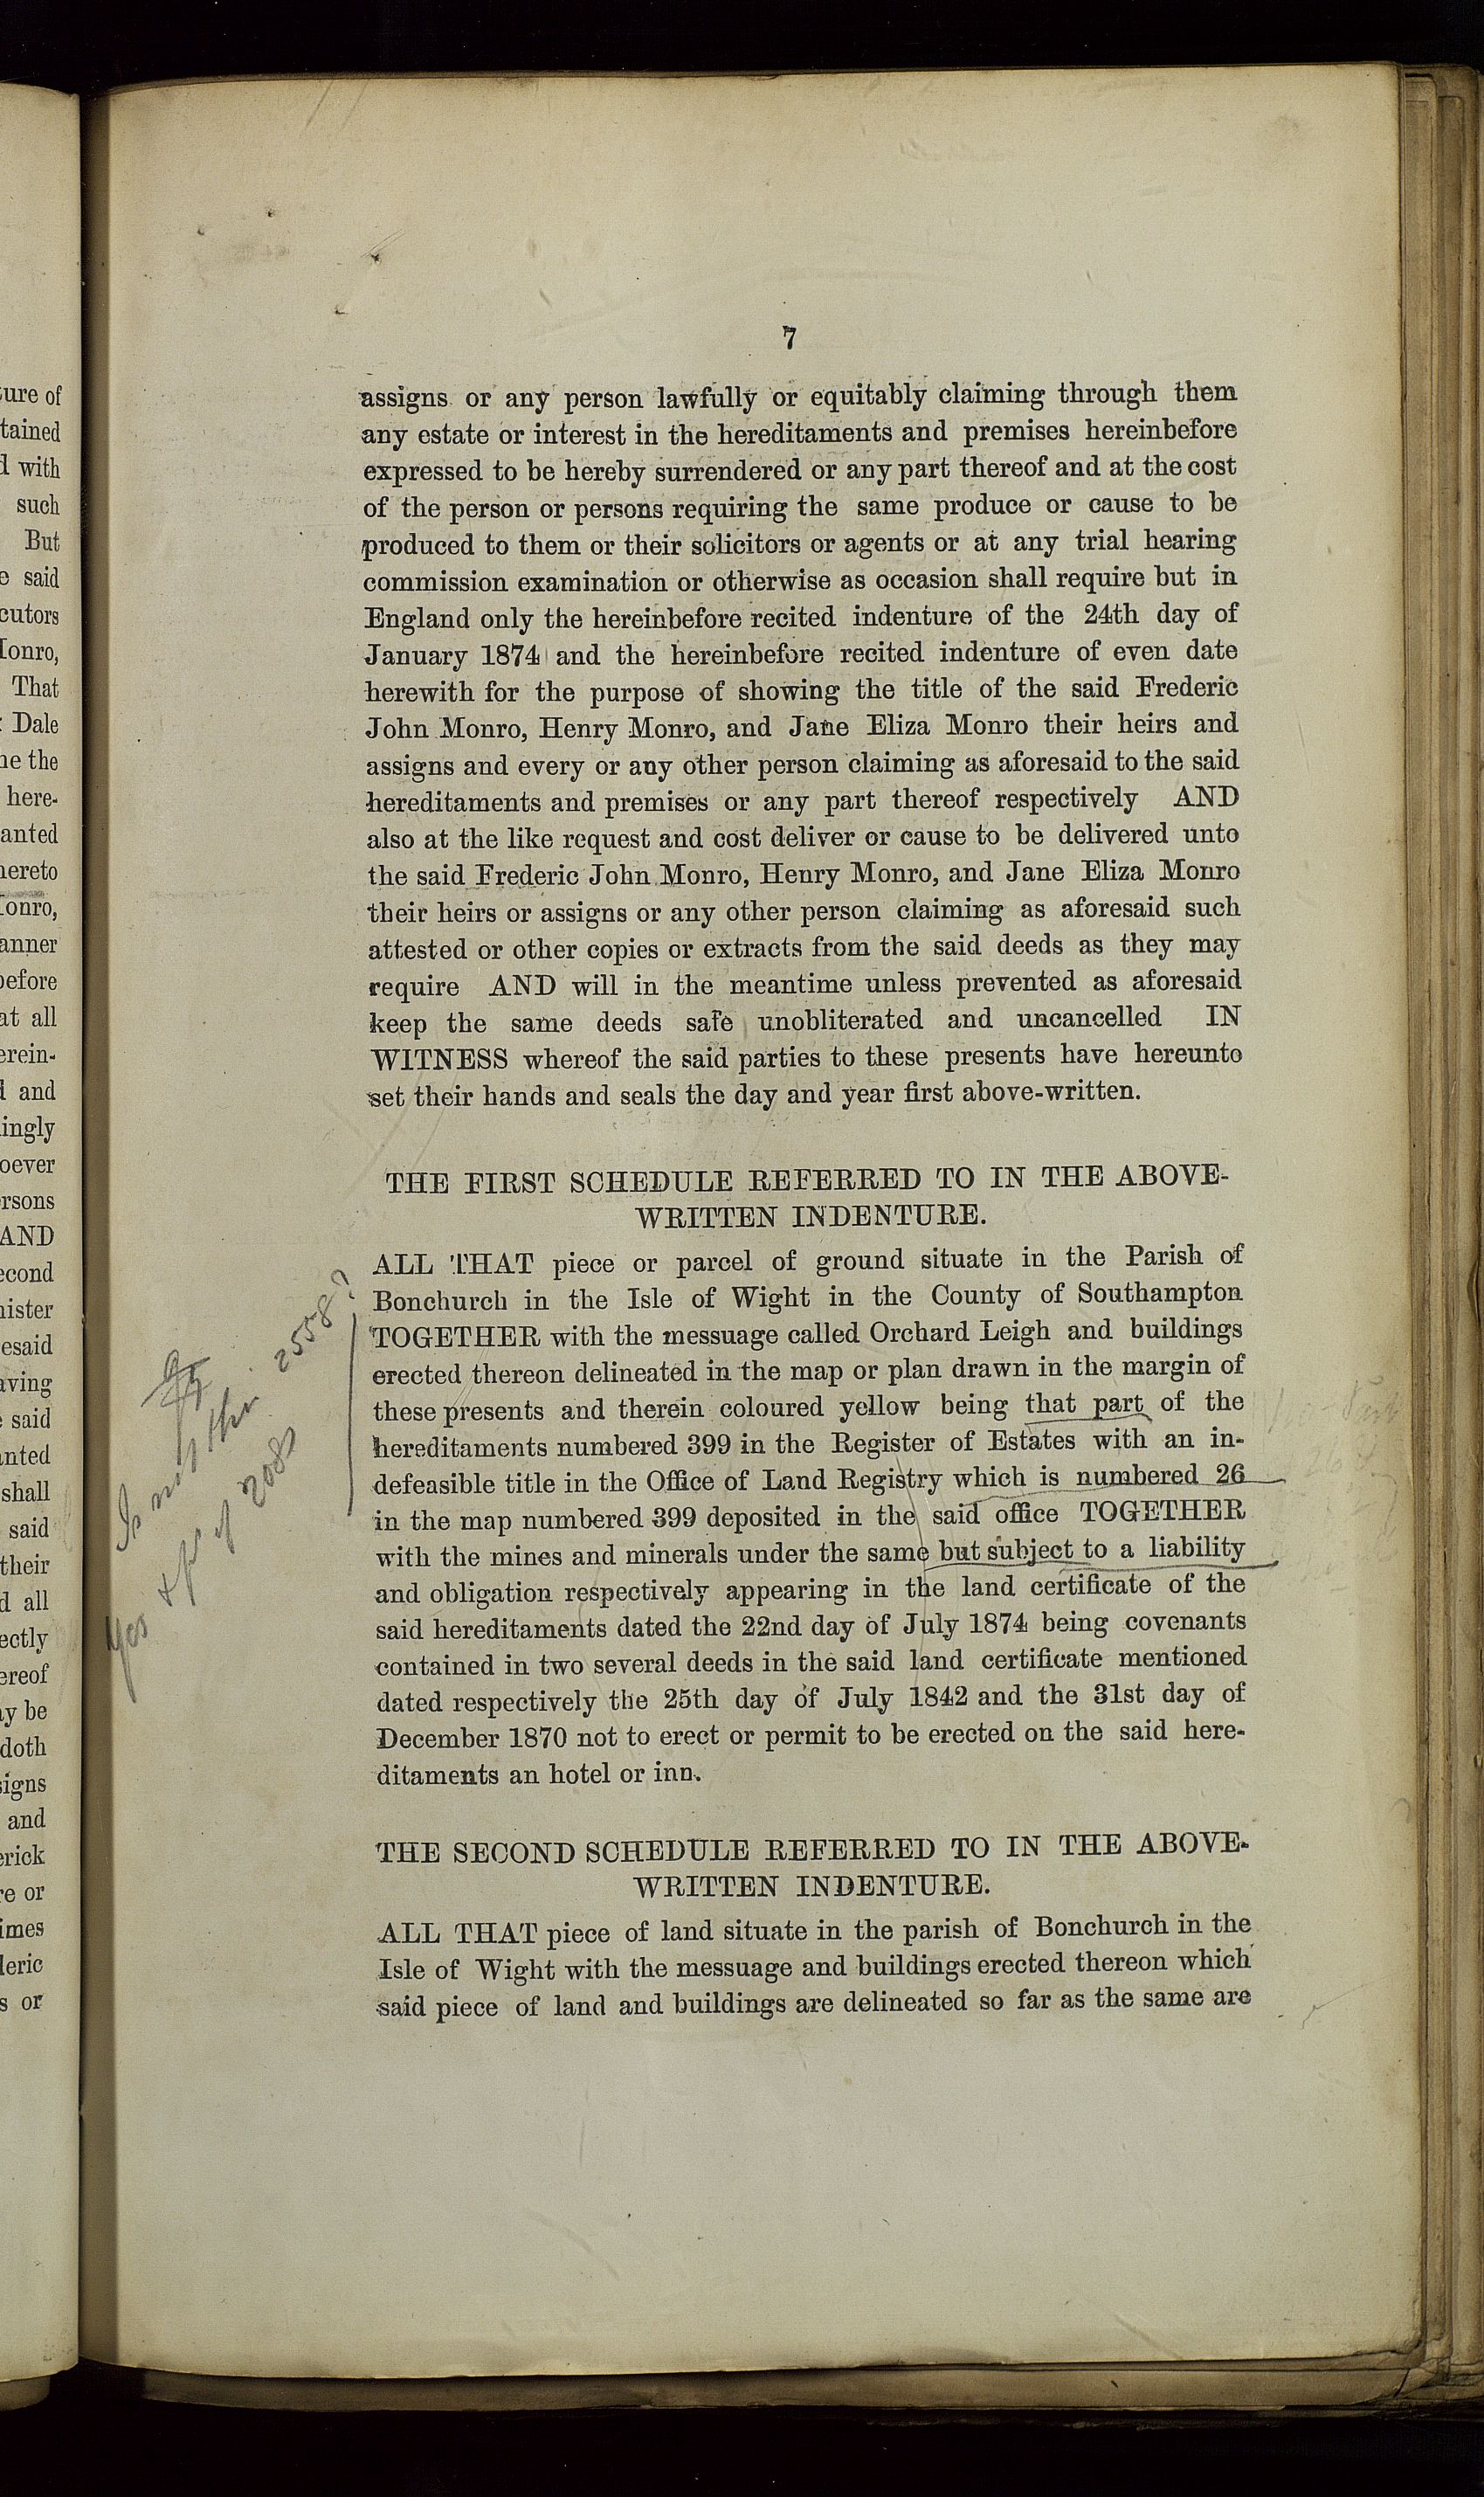 7
assigns or any person lawfully or equitably claiming through them
any estate or interest in the hereditaments and premises hereinbefore
expressed to be hereby surrendered or any part thereof and at the cost
of the person or persons requiring the same produce or cause to be
produced to them or their solicitors or agents or at any trial hearing
commission examination or otherwise as occasion shall require but in
England only the hereinbefore recited indenture of the 24th day of
January 1874 and the hereinbefore recited indenture of even date
herewith for the purpose of showing the title of the said Frederic
John Monro, Henry Monro, and Jane Eliza Monro their heirs and
assigns and every or any other person claiming as aforesaid to the said
hereditaments and premises or any part thereof respectively AND
also at the like request and cost deliver or cause to be delivered unto
the said Frederic John Monro, Henry Monro, and Jane Eliza Monro
their heirs or assigns or any other person claiming as aforesaid such
attested or other copies or extracts from the said deeds as they may
require AND will in the meantime unless prevented as aforesaid
keep the same deeds safe unobliterated and uncancelled IN
WITNESS whereof the said parties to these presents have hereunto
set their hands and seals the day and year first above-written.
THE FIRST SCHEDULE REFERRED TO IN THE ABOVE-
WRITTEN INDENTURE.
ALL THAT piece or parcel of ground situate in the Parish of
Bonchurch in the Isle of Wight in the County of Southampton
TOGETHER with the messuage called Orchard Leigh and buildings
erected thereon delineated in the map or plan drawn in the margin of
these presents and therein coloured yellow being that part of the
hereditaments numbered 399 in the Register of Estates with an in-
defeasible title in the Office of Land Registry which is numbered 26
in the map numbered 399 deposited in the said office TOGETHER
with the mines and minerals under the same but subject to a liability
and obligation respectively appearing in the land certificate of the
said hereditaments dated the 22nd day of July 1874 being covenants
contained in two several deeds in the said land certificate mentioned
dated respectively the 25th day of July 1842 and the 31st day of
December 1870 not to erect or permit to be erected on the said here-
ditaments an hotel or inn.
THE SECOND SCHEDULE REFERRED TO IN THE ABOVE-
WRITTEN INDENTURE.
ALL THAT piece of land situate in the parish of Bonchurch in the
Isle of Wight with the messuage and buildings erected thereon which
said piece of land and buildings are delineated so far as the same are
Is not this 2558?
Yes & pt of 2082